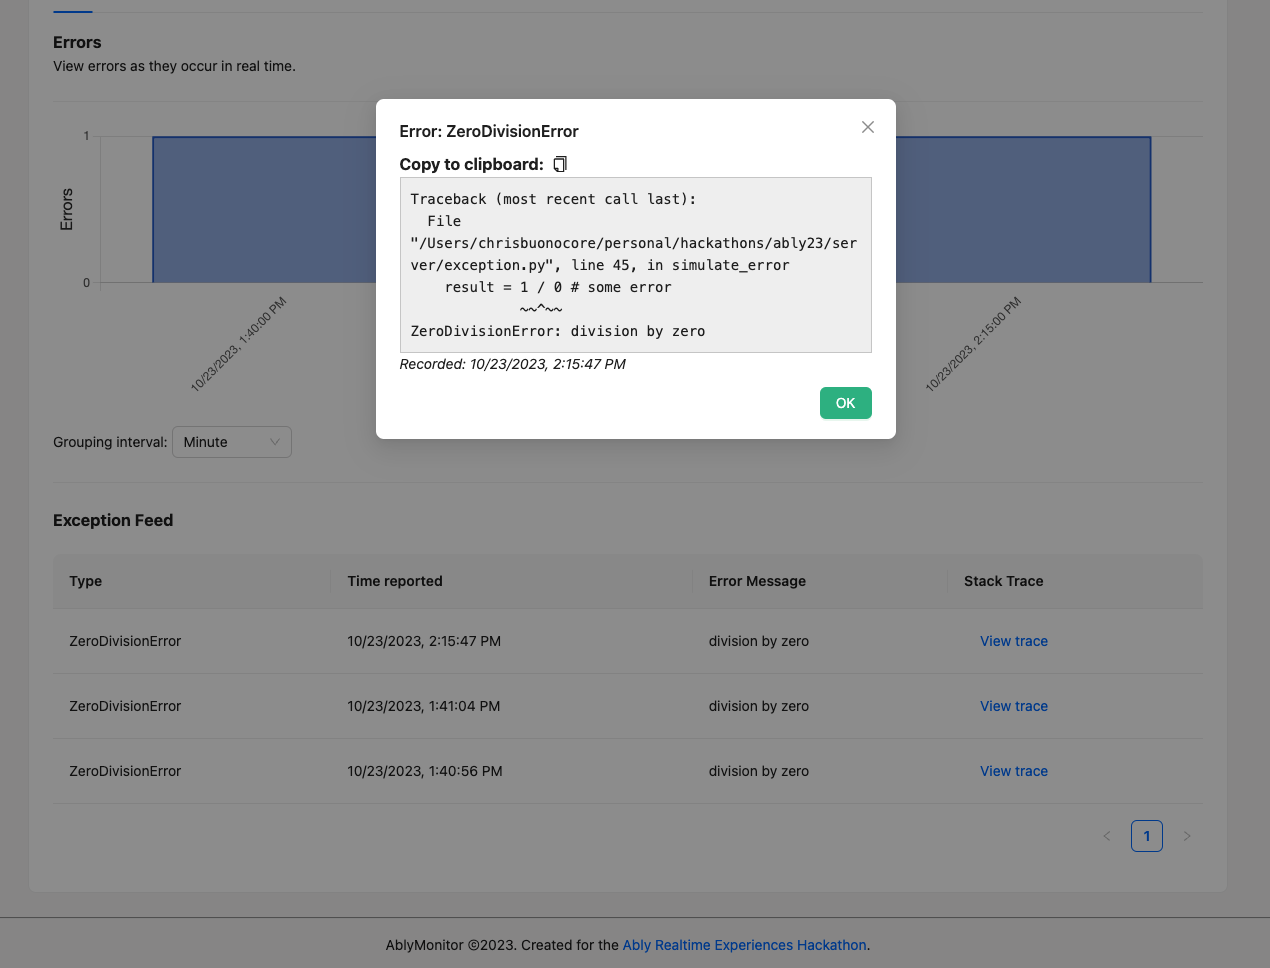 Errors
View errors as they occur in real time.
Error: ZeroDivisionError
Copy to clipboard:
Traceback (most recent call last):
  File
"/Users/chrisbuonocore/personal/hackathons/ably23/ser
ver/exception.py", line 45, in simulate_error
    result = 1 / 0 # some error
             ~~^~~
ZeroDivisionError: division by zero
Recorded: 10/23/2023, 2:15:47 PM
OK
1
Errors
0
10/23/2023, 1:40:00 PM
10/23/2023, 2:15:00 PM
Grouping interval: Minute
Exception Feed
Type Time reported Error Message Stack Trace
ZeroDivisionError 10/23/2023, 2:15:47 PM division by zero View trace
ZeroDivisionError 10/23/2023, 1:41:04 PM division by zero View trace
ZeroDivisionError 10/23/2023, 1:40:56 PM division by zero View trace
1
AblyMonitor ©2023. Created for the Ably Realtime Experiences Hackathon.